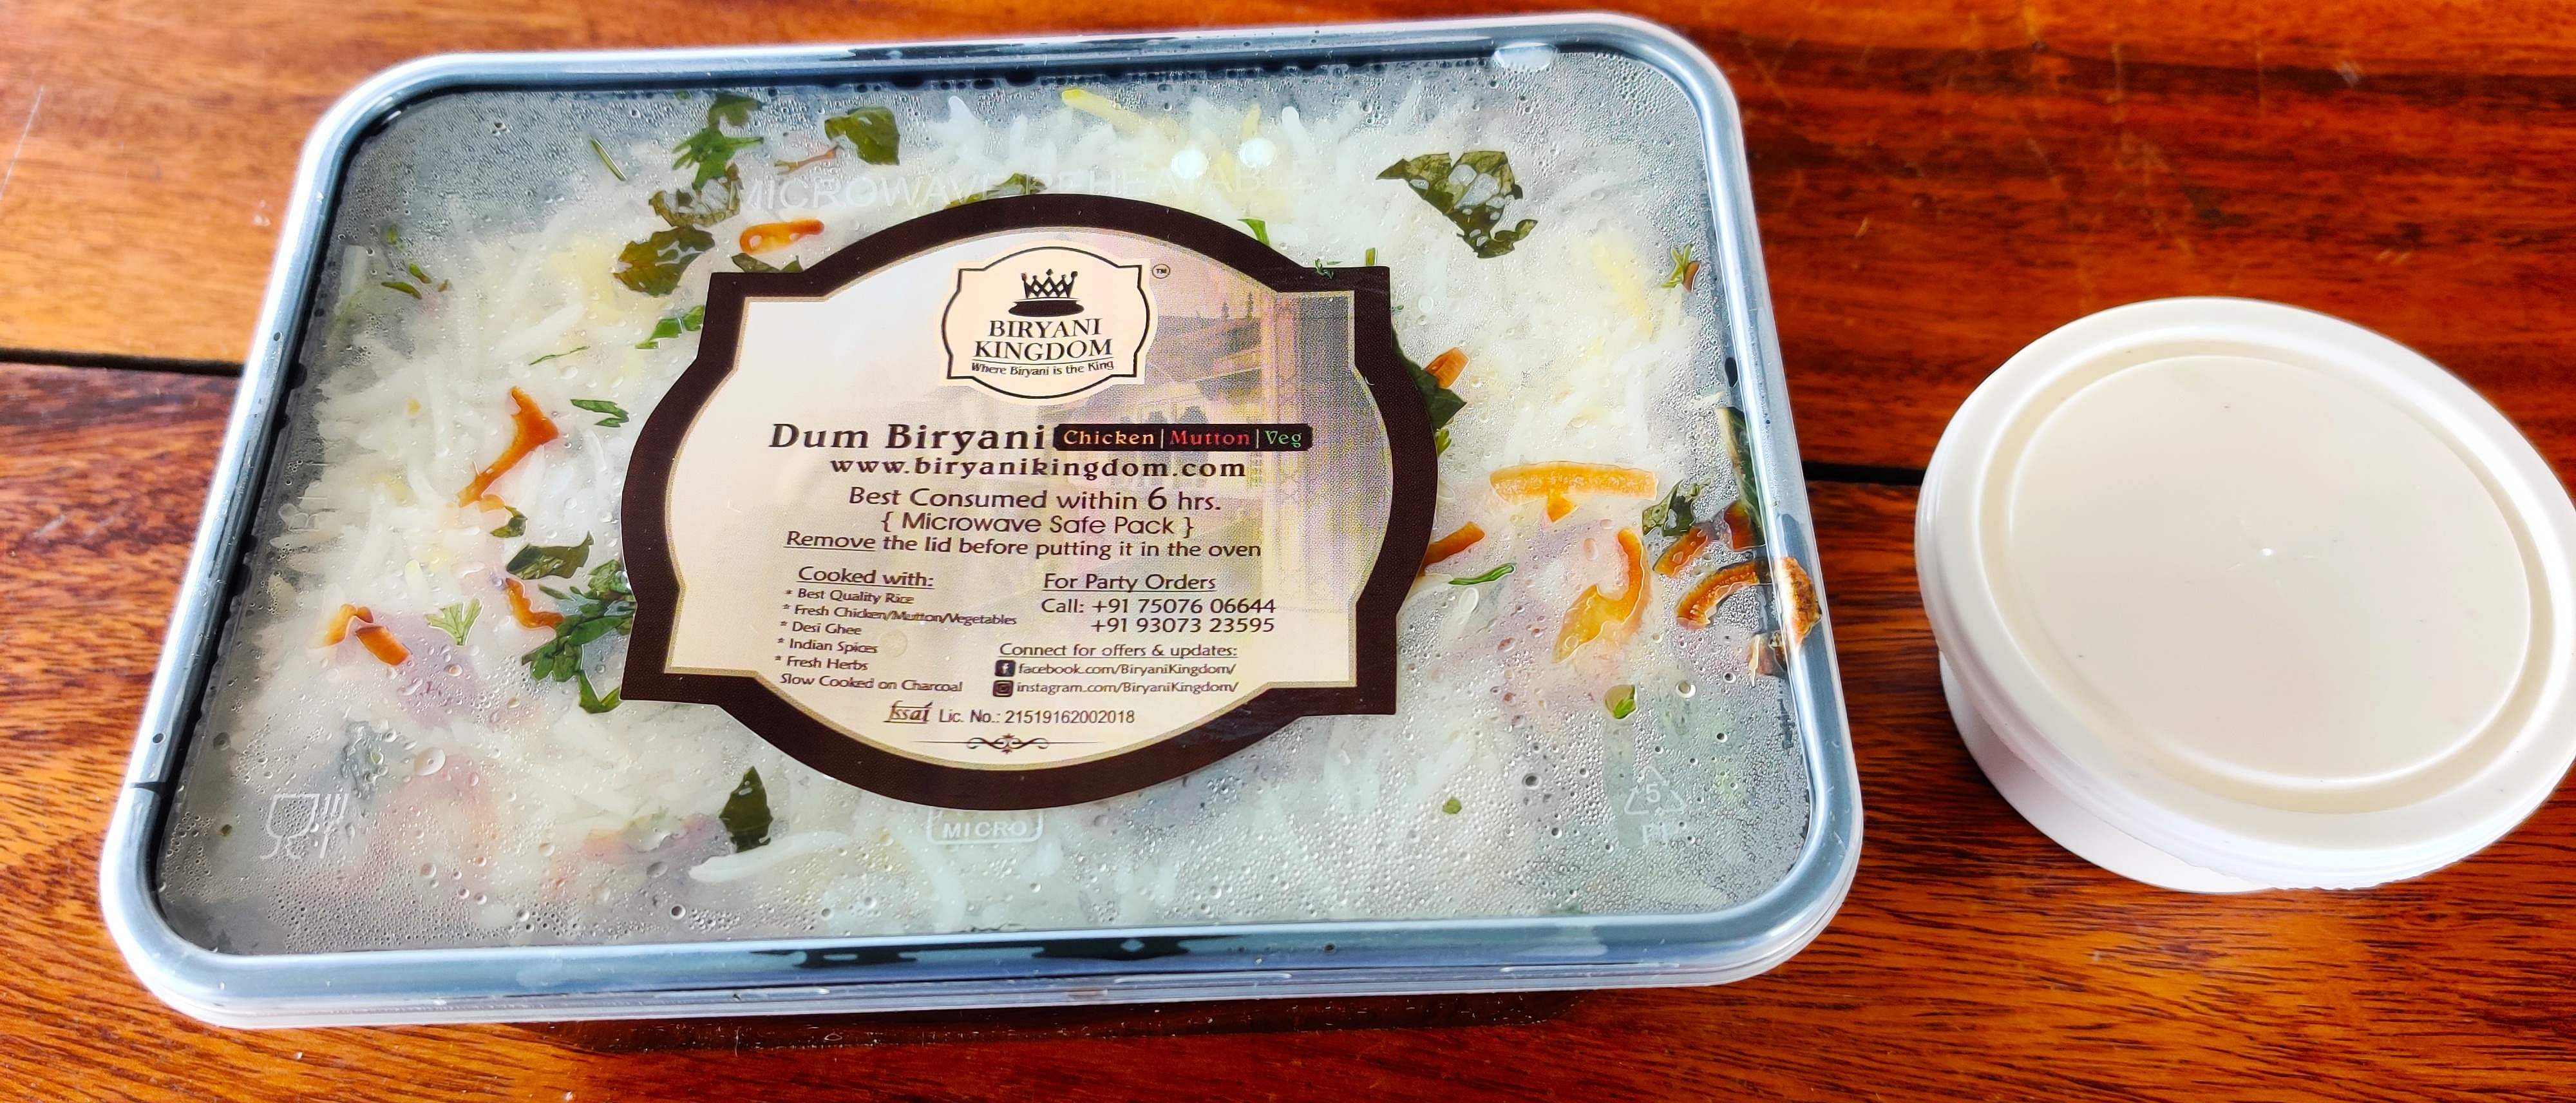 MICROWAVE REHEATABLE
TM
BIRYANI
KINGDOM
Where Biryani is the King
Dum Biryani Chicken|Mutton|Veg
www.biryanikingdom.com
Best Consumed within 6 hrs.
{ Microwave Safe Pack }
Remove the lid before putting it in the oven
Cooked with:
* Best Quality Rice
* Fresh Chicken/Mutton/Vegetables
* Desi Ghee
* Indian Spices
* Fresh Herbs
Slow Cooked on Charcoal
For Party Orders
Call: +91 75076 06644
+91 93073 23595
Connect for offers & updates:
facebook.com/BiryaniKingdom/
instagram.com/BiryaniKingdom/
fssai Lic. No.: 21519162002018
MICRO
5